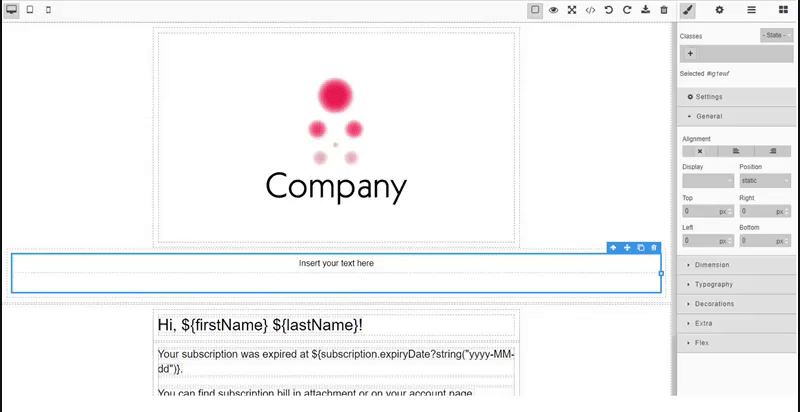 Classes
- State -
+
Selected #ig1ewf
Settings
General
Alignment
Display
Position
static
Top
Right
0 px
0 px
Left
Bottom
0 px
0 px
Dimension
Typography
Decorations
Extra
Flex
Company
Insert your text here
Hi, ${firstName} ${lastName}!
Your subscription was expired at ${subscription.expiryDate?string("yyyy-MM-
dd")}.
You can find subscription bill in attachment or on your account page